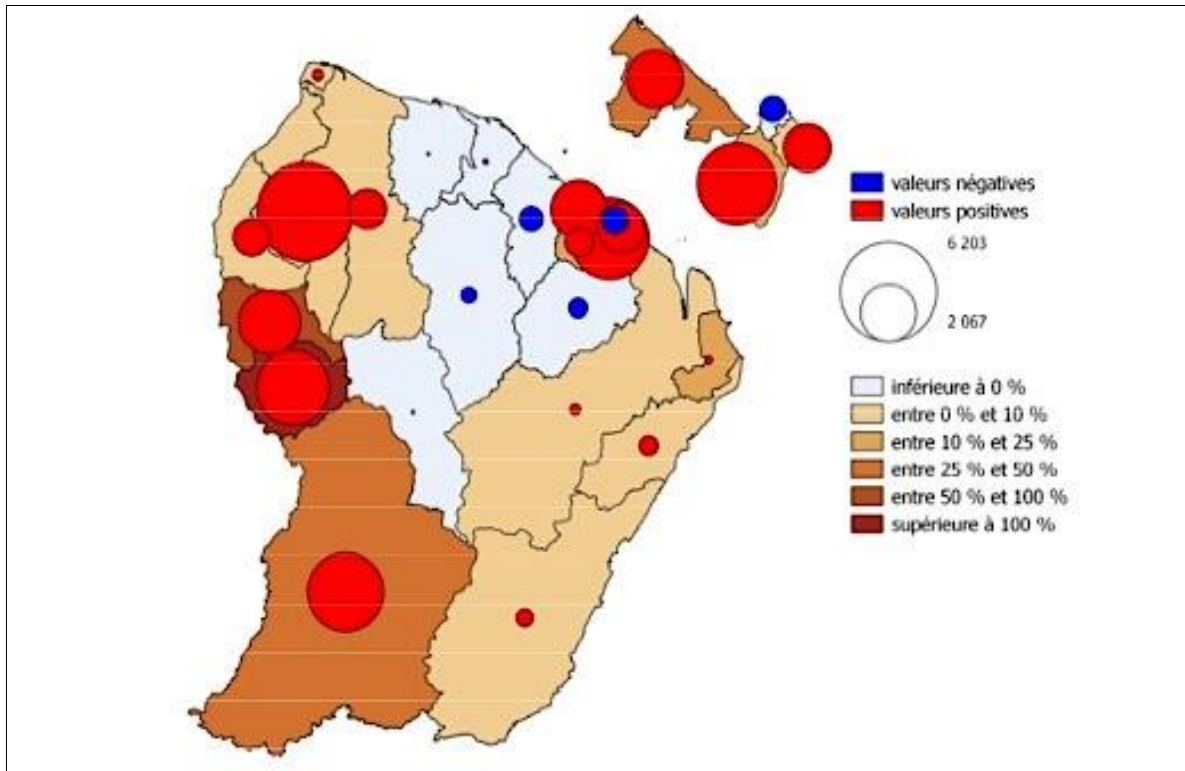 valeurs négatives
valeurs positives
6 203
2 067
inférieure à 0 %
entre 0 % et 10 %
entre 10 % et 25 %
entre 25 % et 50 %
entre 50 % et 100 %
supérieure à 100 %